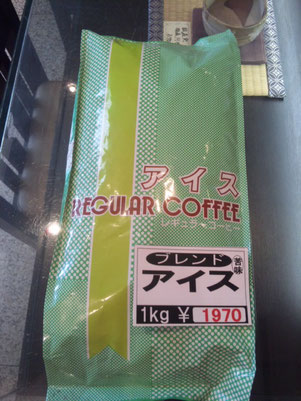 アイス
REGULAR COFFEE
レギュラーコーヒー
ブレンド
苦味
アイス
1kg ¥ 1970